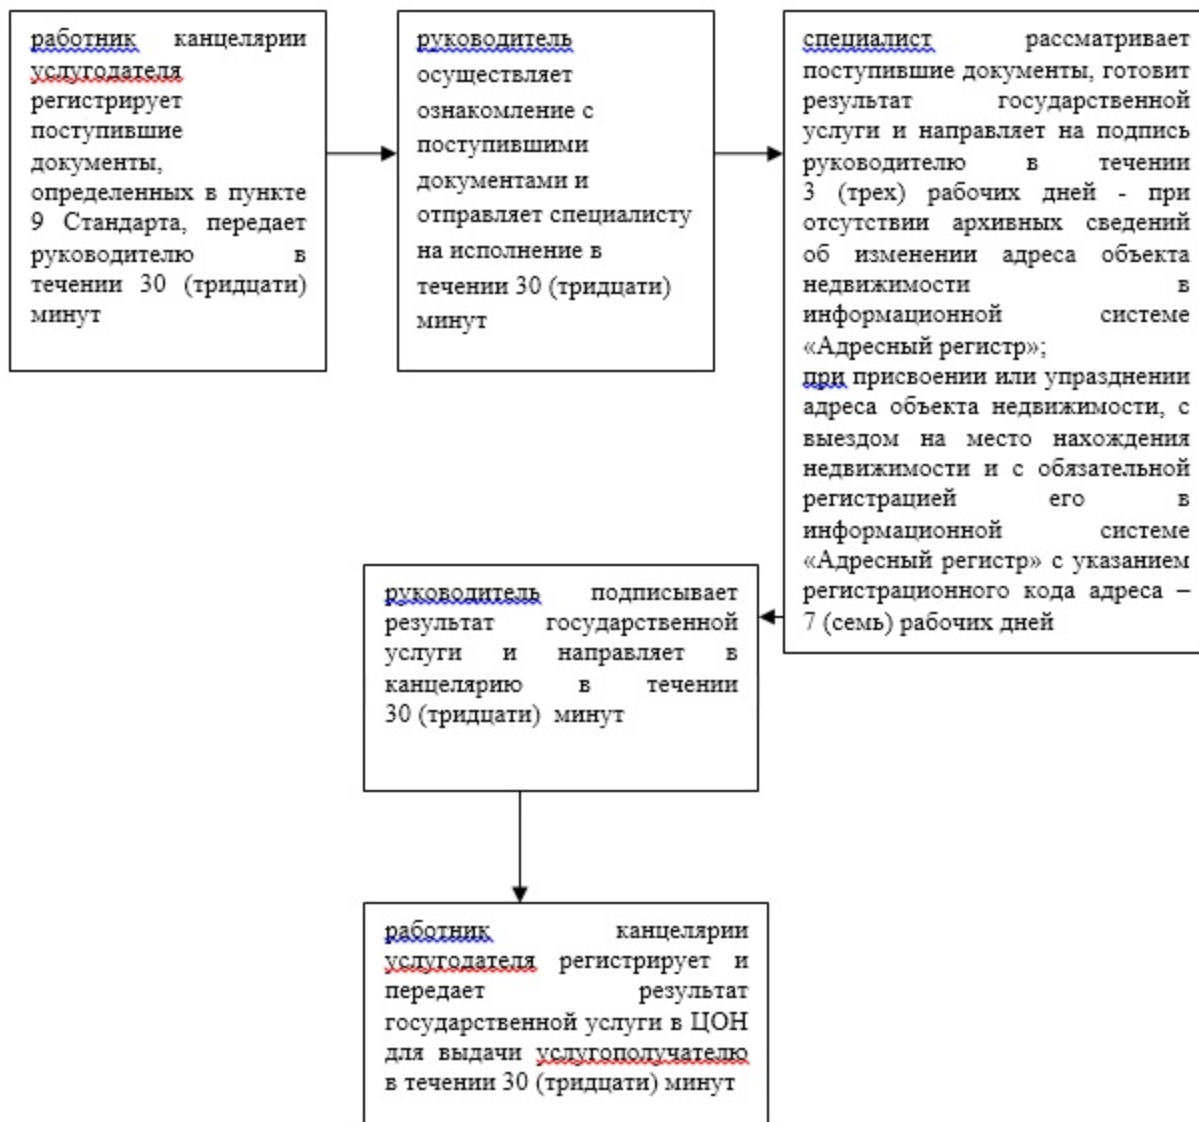 работник канцелярии
услугодателя
регистрирует
поступившие
документы,
определенных в пункте
9 Стандарта, передает
руководителю в
течении 30 (тридцати)
минут
руководитель
осуществляет
ознакомление с
поступившими
документами и
отправляет специалисту
на исполнение в
течении 30 (тридцати)
минут
специалист рассматривает
поступившие документы, готовит
результат государственной
услуги и направляет на подпись
руководителю в течении
3 (трех) рабочих дней - при
отсутствии архивных сведений
об изменении адреса объекта
недвижимости в
информационной системе
«Адресный регистр»;
при присвоении или упразднении
адреса объекта недвижимости, с
выездом на место нахождения
недвижимости и с обязательной
регистрацией его в
информационной системе
«Адресный регистр» с указанием
регистрационного кода адреса –
7 (семь) рабочих дней
руководитель подписывает
результат государственной
услуги и направляет в
канцелярию в течении
30 (тридцати) минут
работник канцелярии
услугодателя регистрирует и
передает результат
государственной услуги в ЦОН
для выдачи услугополучателю
в течении 30 (тридцати) минут